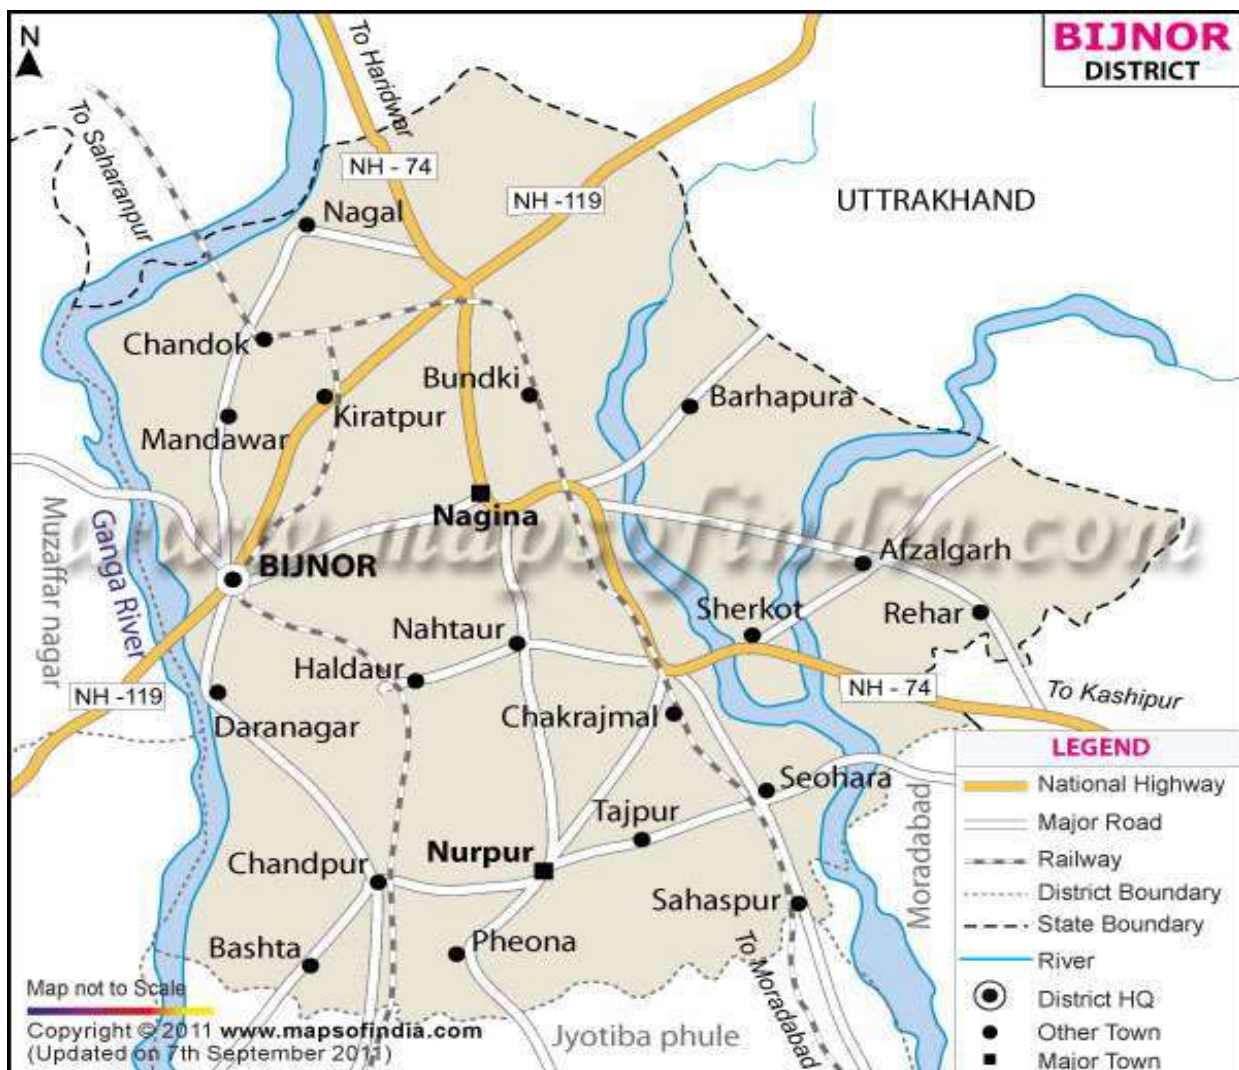 N
BIJNOR
DISTRICT
To Haridwar
To Saharanpur
NH - 74
NH -119
UTTRAKHAND
Nagal
Chandok
Bundki
Barhapura
Kiratpur
Mandawar
Nagina
www.mapsofindia.com
Muzaffar nagar
Ganga River
BIJNOR
Afzalgarh
Sherkot
Rehar
Nahtaur
Haldaur
NH -119
NH - 74
To Kashipur
Daranagar
Chakrajmal
Seohara
Tajpur
Nurpur
Chandpur
Sahaspur
Moradabad
Bashta
Pheona
To Moradabad
Jyotiba phule
LEGEND
National Highway
Major Road
Railway
District Boundary
State Boundary
River
District HQ
Other Town
Major Town
Map not to Scale
Copyright © 2011 www.mapsofindia.com
(Updated on 7th September 2011)